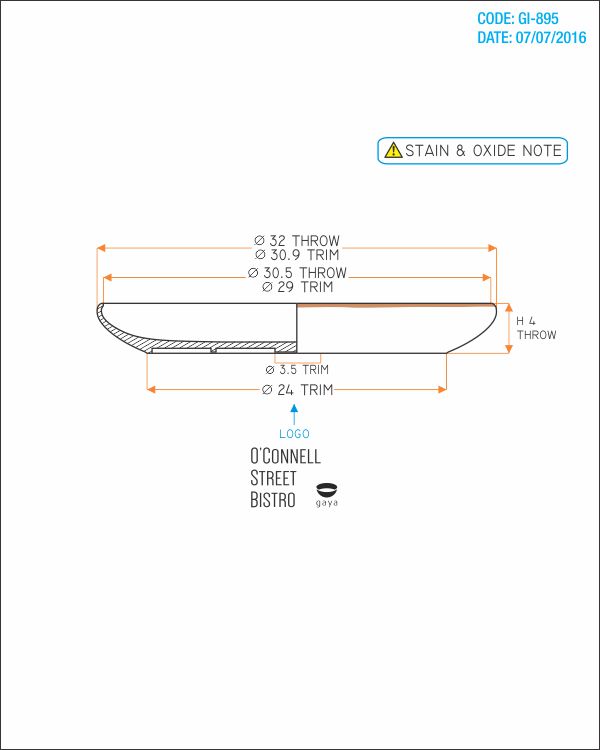 CODE: GI-895
DATE: 07/07/2016
STAIN & OXIDE NOTE
Ø 32 THROW
Ø 30.9 TRIM
Ø 30.5 THROW
Ø 29 TRIM
H 4
THROW
Ø 3.5 TRIM
Ø 24 TRIM
LOGO
O'CONNELL
STREET
BISTRO
gaya